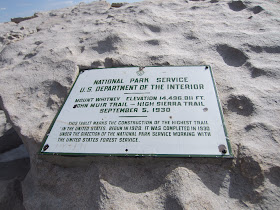 NATIONAL PARK SERVICE
U.S. DEPARTMENT OF THE INTERIOR
MOUNT WHITNEY ELEVATION 14,496.811 FT.
JOHN MUIR TRAIL – HIGH SIERRA TRAIL
SEPTEMBER 5, 1930
THIS TABLET MARKS THE CONSTRUCTION OF THE HIGHEST TRAIL
IN THE UNITED STATES. BEGUN IN 1928. IT WAS COMPLETED IN 1930
UNDER THE DIRECTION OF THE NATIONAL PARK SERVICE WORKING WITH
THE UNITED STATES FOREST SERVICE.